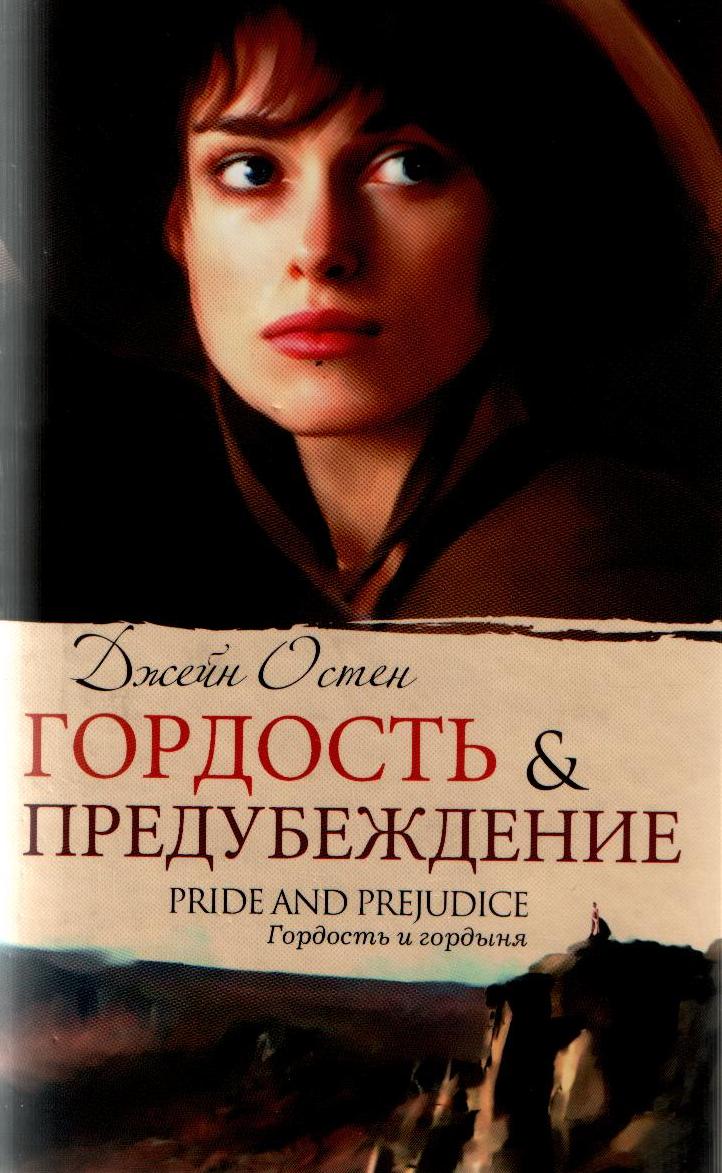 Джейн Остен
ГОРДОСТЬ &
ПРЕДУБЕЖДЕНИЕ
PRIDE AND PREJUDICE
Гордость и гордыня